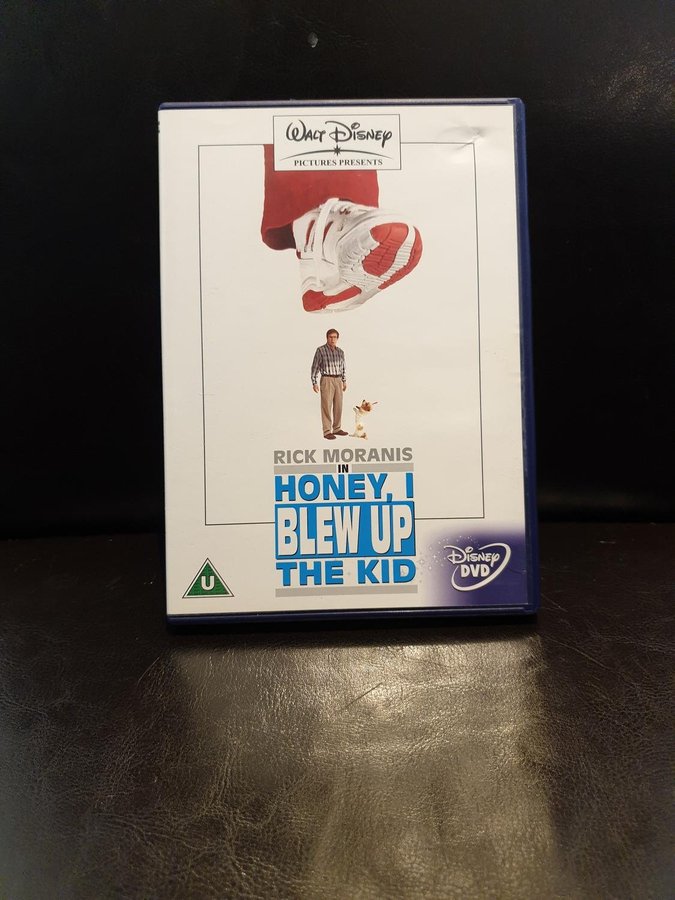 WALT DISNEY
PICTURES PRESENTS
RICK MORANIS
IN
HONEY, I
BLEW UP
THE KID
U
DISNEY
DVD